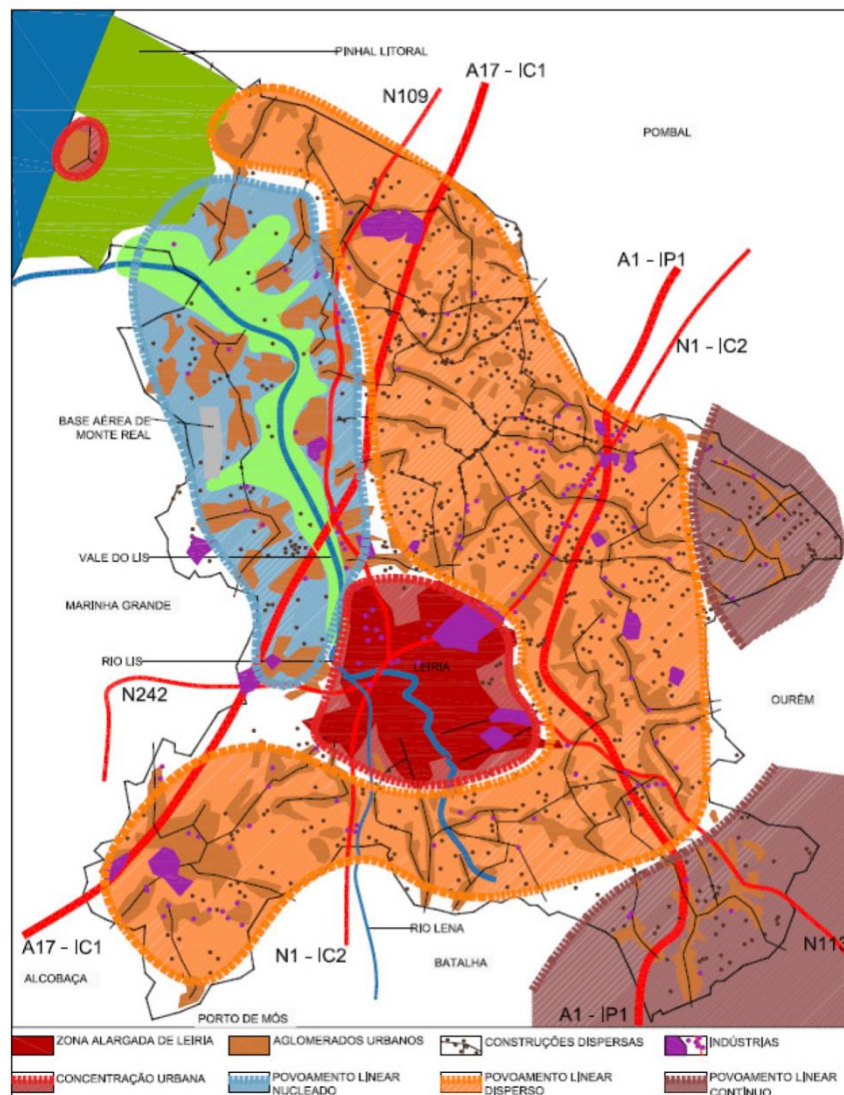 PINHAL LITORAL
A17 - IC1
N109
POMBAL
A1 - IP1
N1 - IC2
BASE AÉREA DE
MONTE REAL
VALE DO LIS
MARINHA GRANDE
RIO LIS
LEIRIA
N242
OURÉM
RIO LENA
A17 - IC1
N1 - IC2
BATALHA
N113
ALCOBAÇA
PORTO DE MÓS
A1 - IP1
ZONA ALARGADA DE LEIRIA
AGLOMERADOS URBANOS
CONSTRUÇÕES DISPERSAS
INDÚSTRIAS
CONCENTRAÇÃO URBANA
POVOAMENTO LINEAR
NUCLEADO
POVOAMENTO LINEAR
DISPERSO
POVOAMENTO LINEAR
CONTÍNUO